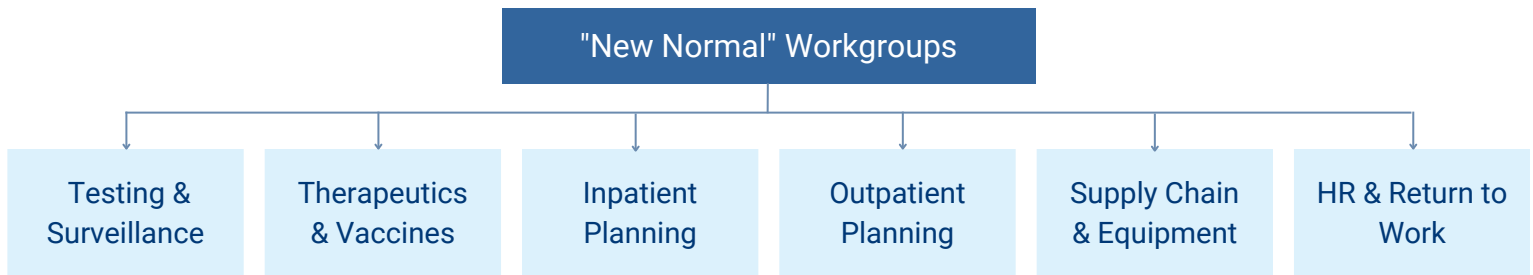 "New Normal" Workgroups
Testing &
Surveillance
Therapeutics
& Vaccines
Inpatient
Planning
Outpatient
Planning
Supply Chain
& Equipment
HR & Return to
Work